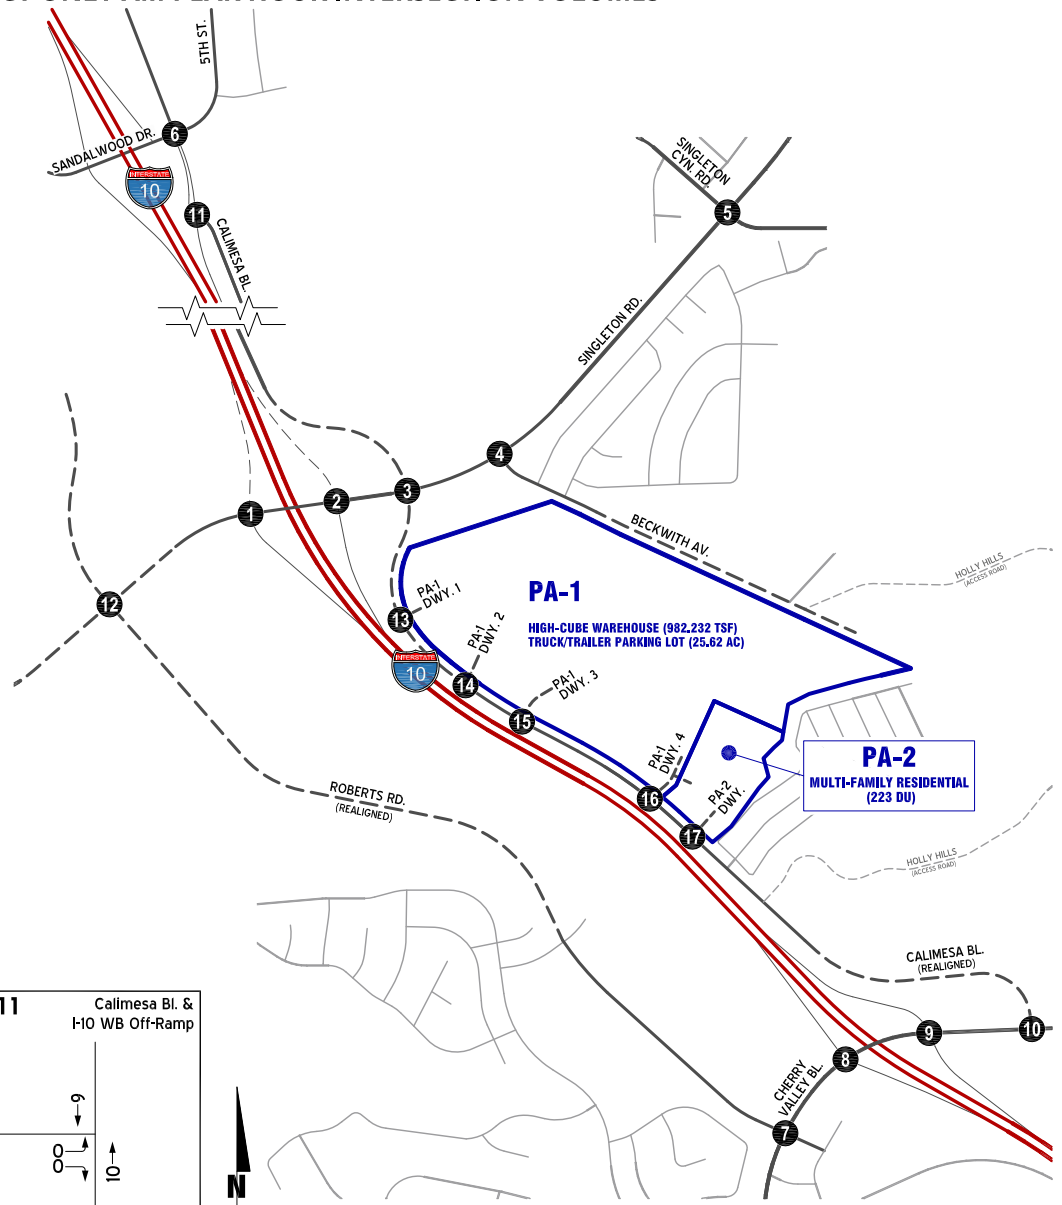 5TH ST.
SANDALWOOD DR.
6
INTERSTATE
10
11
CALIMESA BL.
SINGLETON
CYN. RD.
5
SINGLETON RD.
4
3
2
1
12
BECKWITH AV.
HOLLY HILLS
(ACCESS ROAD)
PA-1
DWY. 1
13
PA-1
HIGH-CUBE WAREHOUSE (982.232 TSF)
TRUCK/TRAILER PARKING LOT (25.62 AC)
PA-1
DWY. 2
INTERSTATE
10
14
PA-1
DWY. 3
15
PA-1
DWY. 4
16
PA-2
DWY.
17
PA-2
MULTI-FAMILY RESIDENTIAL
(223 DU)
ROBERTS RD.
(REALIGNED)
HOLLY HILLS
(ACCESS ROAD)
CALIMESA BL.
(REALIGNED)
10
9
8
CHERRY
VALLEY BL.
7
11
Calimesa Bl. &
I-10 WB Off-Ramp
9
0
0
10
N